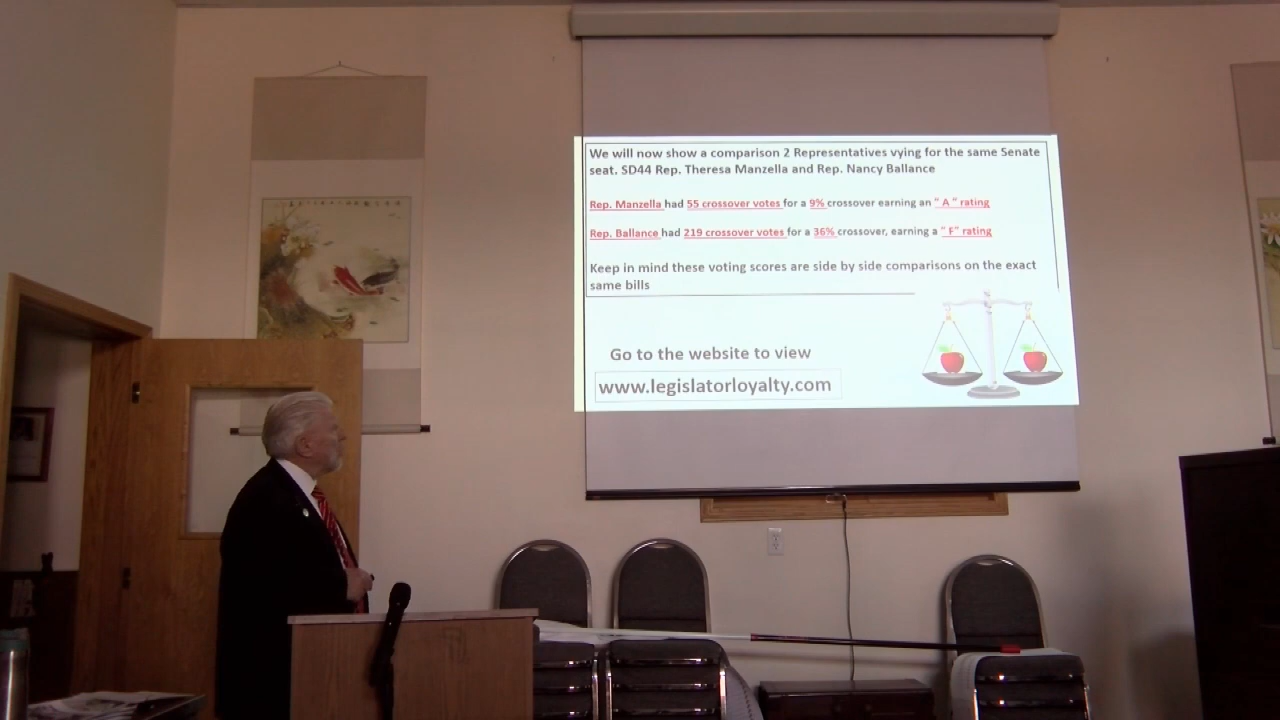 We will now show a comparison 2 Representatives vying for the same Senate
seat. SD44 Rep. Theresa Manzella and Rep. Nancy Ballance
Rep. Manzella had 55 crossover votes for a 9% crossover earning an " A " rating
Rep. Ballance had 219 crossover votes for a 36% crossover, earning a " F" rating
Keep in mind these voting scores are side by side comparisons on the exact
same bills
Go to the website to view
www.legislatorloyalty.com